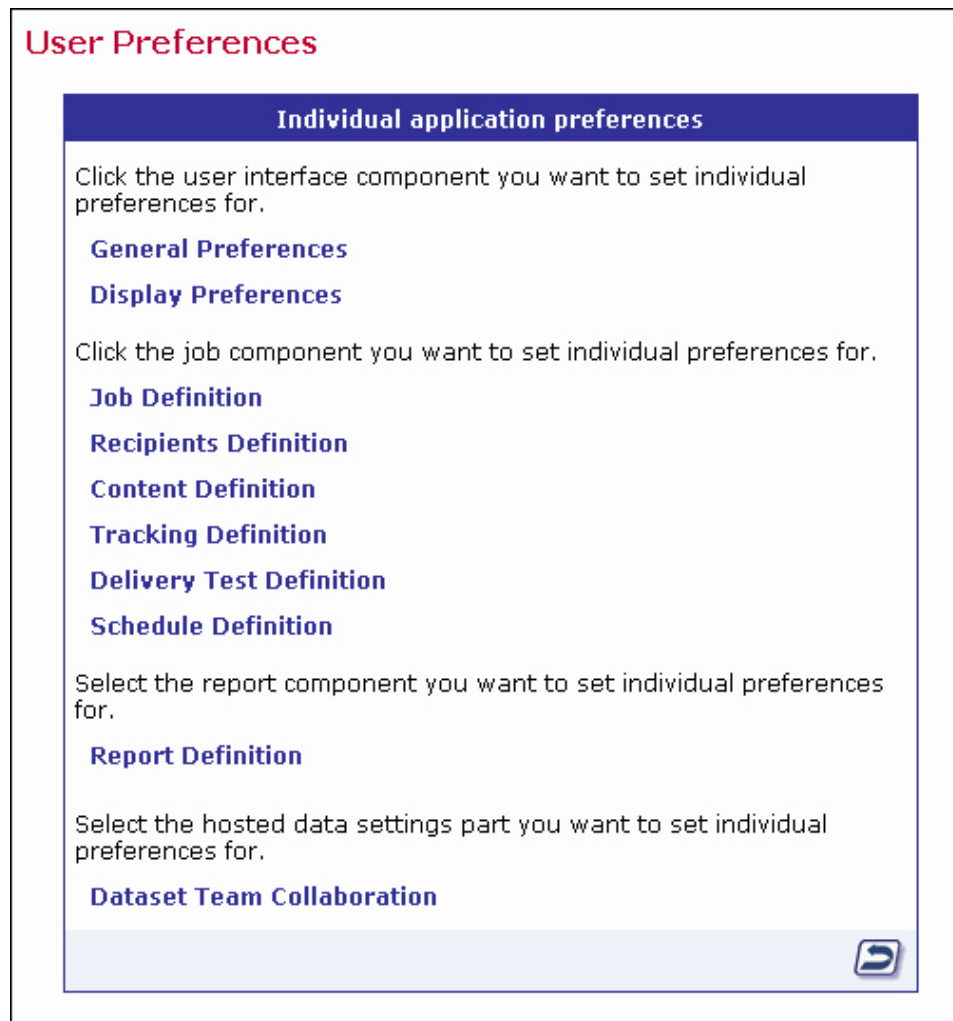 User Preferences
Individual application preferences
Click the user interface component you want to set individual
preferences for.
General Preferences
Display Preferences
Click the job component you want to set individual preferences for.
Job Definition
Recipients Definition
Content Definition
Tracking Definition
Delivery Test Definition
Schedule Definition
Select the report component you want to set individual preferences
for.
Report Definition
Select the hosted data settings part you want to set individual
preferences for.
Dataset Team Collaboration